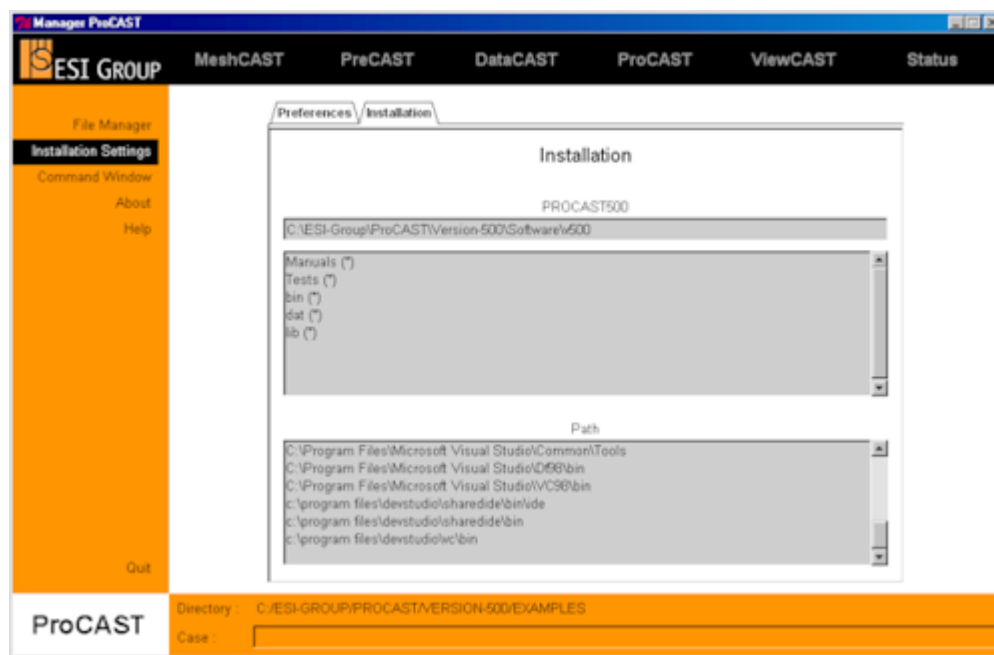 Manager ProCAST
ESI GROUP MeshCAST PreCAST DataCAST ProCAST ViewCAST Status
Preferences Installation
File Manager
Installation Settings
Command Window
About
Help
Installation
PROCAST500
C:\ESI-Group\ProCAST\Version-500\Software\v500
Manuals (*)
Tests (*)
bin (*)
dat (*)
lib (*)
Path
C:\Program Files\Microsoft Visual Studio\Common\Tools
C:\Program Files\Microsoft Visual Studio\Df98\bin
C:\Program Files\Microsoft Visual Studio\VC98\bin
c:\program files\devstudio\sharedide\bin\ide
c:\program files\devstudio\sharedide\bin
c:\program files\devstudio\vc\bin
Quit
ProCAST
Directory : C:/ESI-GROUP/PROCAST/VERSION-500/EXAMPLES
Case :